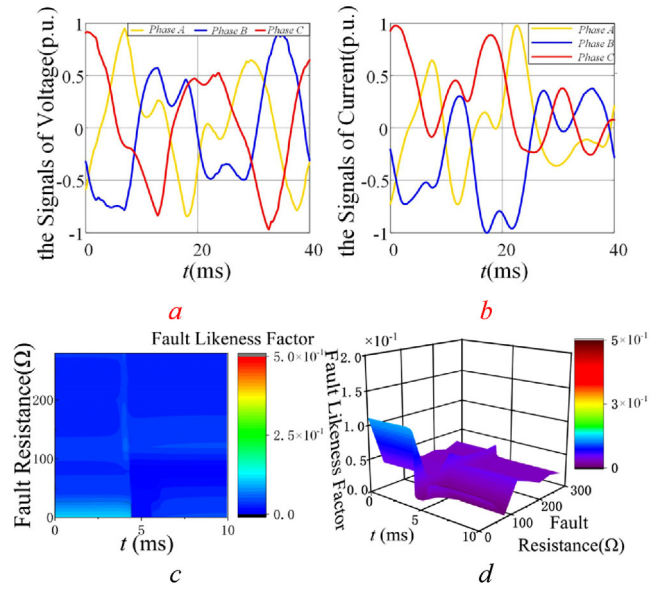 the Signals of Voltage(p.u.)
1
0.5
0
-0.5
-1
Phase A Phase B Phase C
0 20 40
t(ms)
a
the Signals of Current(p.u.)
1
0.5
0
-0.5
-1
Phase A
Phase B
Phase C
0 20 40
t(ms)
b
Fault Likeness Factor
Fault Resistance(Ω)
200
100
0
0 5 10
t (ms)
5.0×10⁻¹
2.5×10⁻¹
0.0
c
×10⁻¹
Fault Likeness Factor
2.0
1.5
1.0
0.5
0.0
0
5
10
t (ms)
0
100
200
300
Fault
Resistance(Ω)
5×10⁻¹
3×10⁻¹
0
d